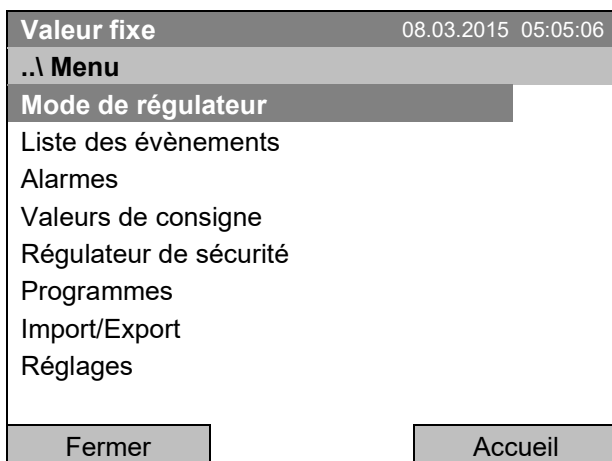 Valeur fixe 08.03.2015 05:05:06
..\ Menu
Mode de régulateur
Liste des évènements
Alarmes
Valeurs de consigne
Régulateur de sécurité
Programmes
Import/Export
Réglages
Fermer Accueil